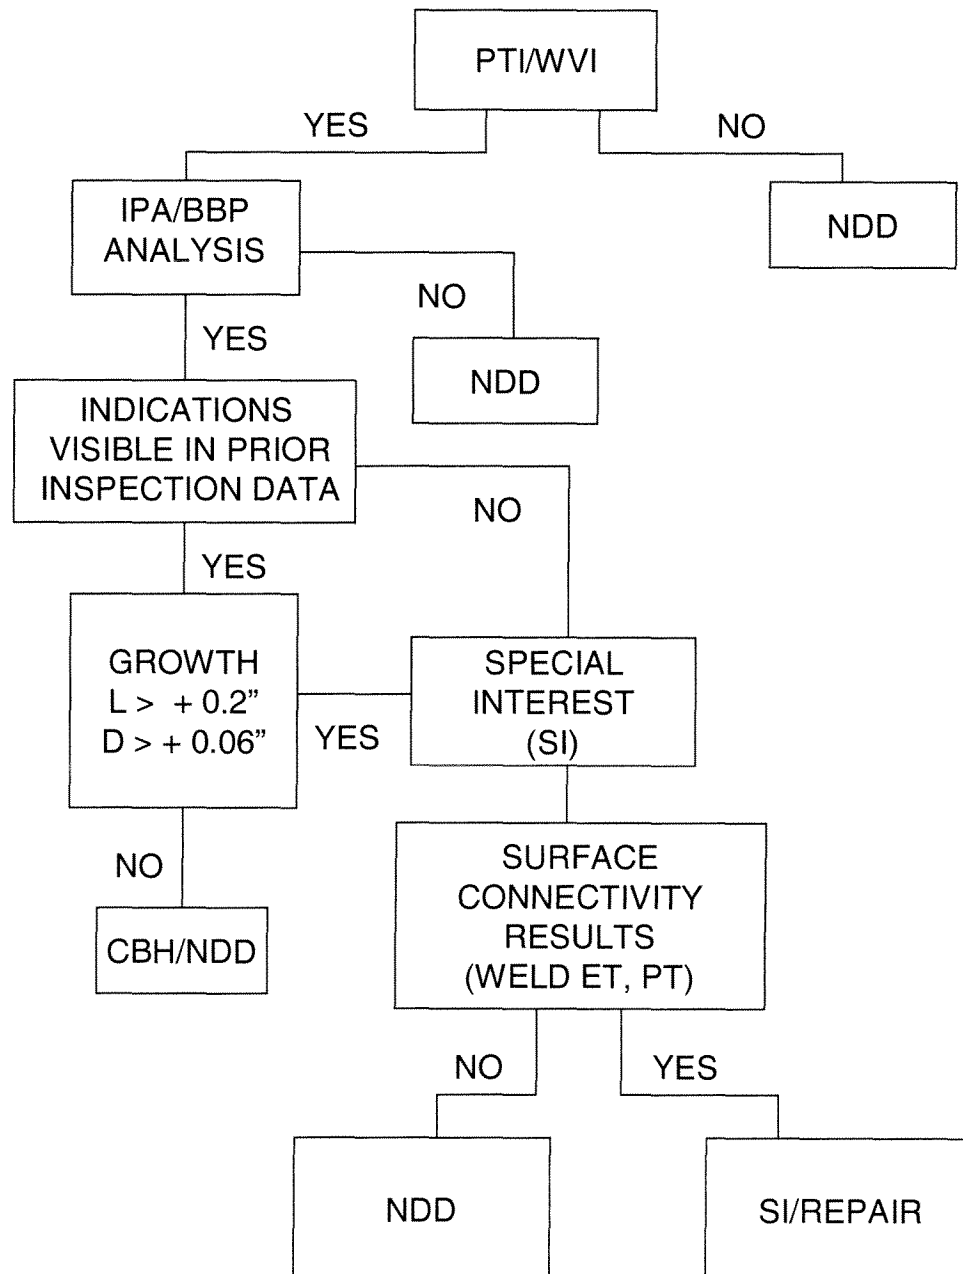 PTI/WVI
YES
NO
IPA/BBP
ANALYSIS
NDD
NO
YES
NDD
INDICATIONS
VISIBLE IN PRIOR
INSPECTION DATA
NO
YES
GROWTH
L > + 0.2”
D > + 0.06”
YES
SPECIAL
INTEREST
(SI)
NO
CBH/NDD
SURFACE
CONNECTIVITY
RESULTS
(WELD ET, PT)
NO
YES
NDD
SI/REPAIR